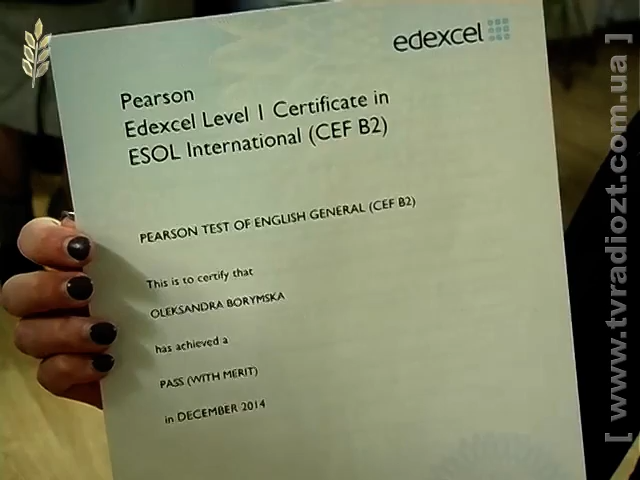 edexcel
Pearson
Edexcel Level 1 Certificate in
ESOL International (CEF B2)
PEARSON TEST OF ENGLISH GENERAL (CEF B2)
This is to certify that
OLEKSANDRA BORYMSKA
has achieved a
PASS (WITH MERIT)
in DECEMBER 2014
[ www.tvradiozt.com.ua ]